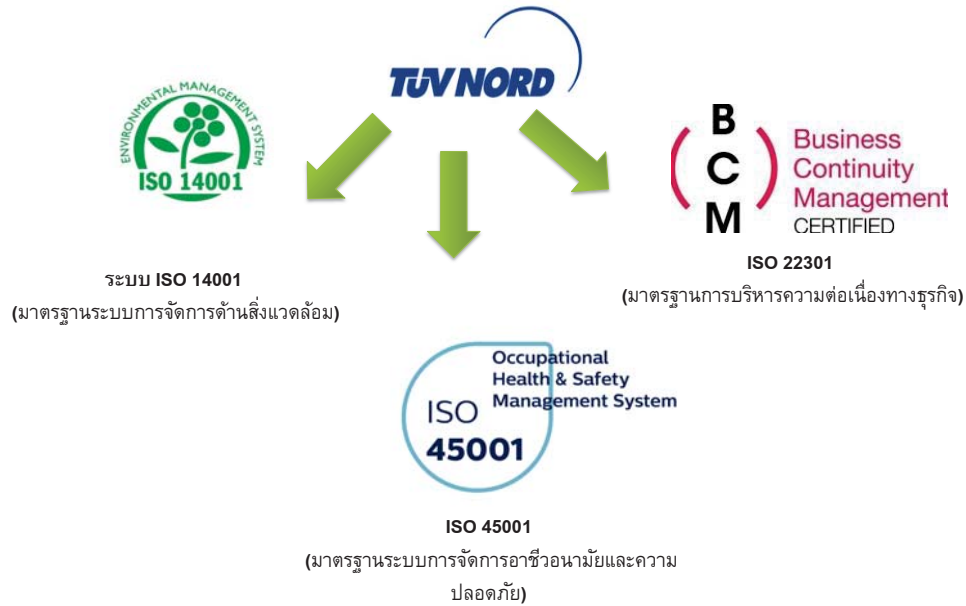 TÜV NORD
ENVIRONMENTAL MANAGEMENT SYSTEM
ISO 14001
ระบบ ISO 14001
(มาตรฐานระบบการจัดการด้านสิ่งแวดล้อม)
B
C
M
Business
Continuity
Management
CERTIFIED
ISO 22301
(มาตรฐานการบริหารความต่อเนื่องทางธุรกิจ)
Occupational
Health & Safety
Management System
ISO
45001
ISO 45001
(มาตรฐานระบบการจัดการอาชีวอนามัยและความ
ปลอดภัย)